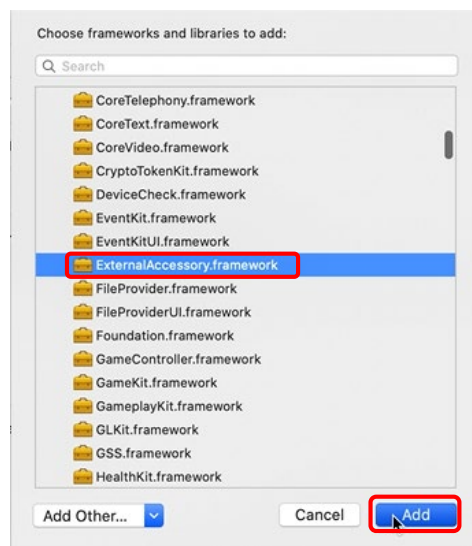 Choose frameworks and libraries to add:
Search
CoreTelephony.framework
CoreText.framework
CoreVideo.framework
CryptoTokenKit.framework
DeviceCheck.framework
EventKit.framework
EventKitUI.framework
ExternalAccessory.framework
FileProvider.framework
FileProviderUI.framework
Foundation.framework
GameController.framework
GameKit.framework
GameplayKit.framework
GLKit.framework
GSS.framework
HealthKit.framework
Add Other... Cancel Add